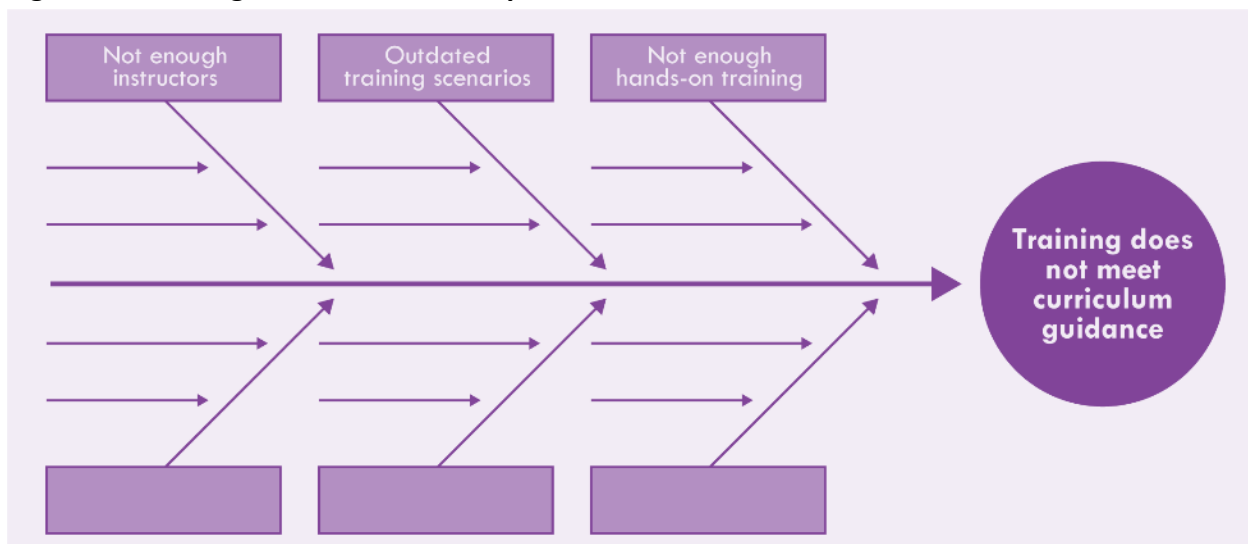 Not enough
instructors
Outdated
training scenarios
Not enough
hands-on training
Training does
not meet
curriculum
guidance